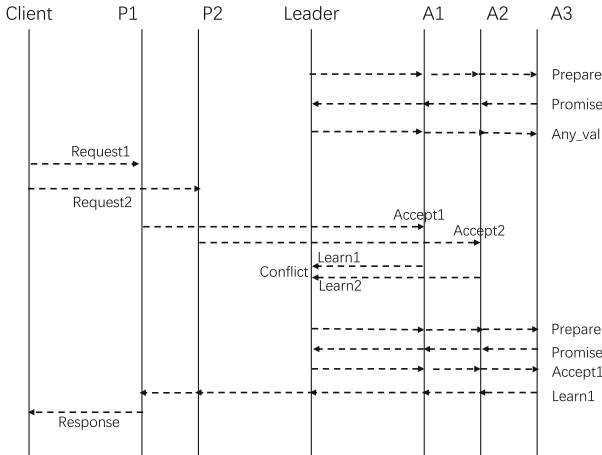 Client P1 P2 Leader A1 A2 A3
Prepare
Promise
Any_val
Request1
Request2
Accept1
Accept2
Learn1
Conflict
Learn2
Prepare
Promise
Accept1
Learn1
Response